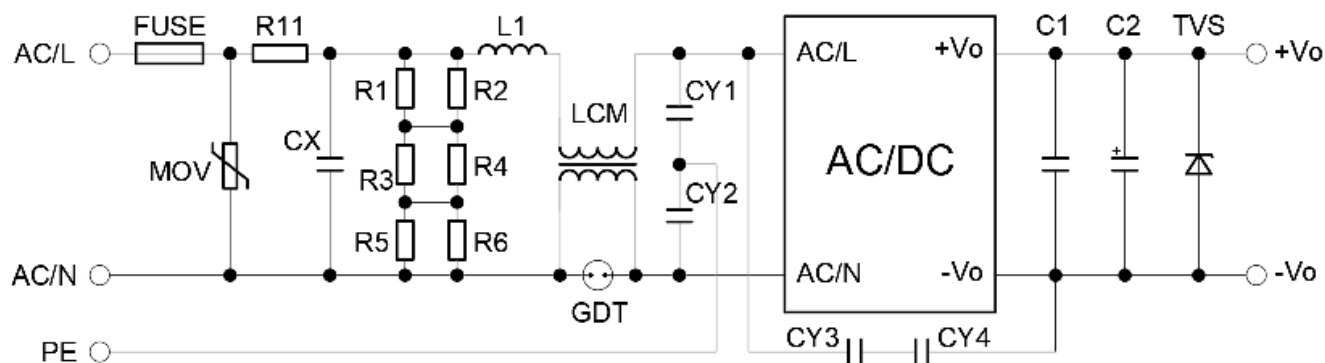 FUSE R11 L1 C1 C2 TVS
AC/L AC/L +Vo +Vo
R1 R2 CY1
LCM
CX AC/DC +
MOV R3 R4 CY2
R5 R6
AC/N AC/N -Vo -Vo
GDT
PE CY3 CY4